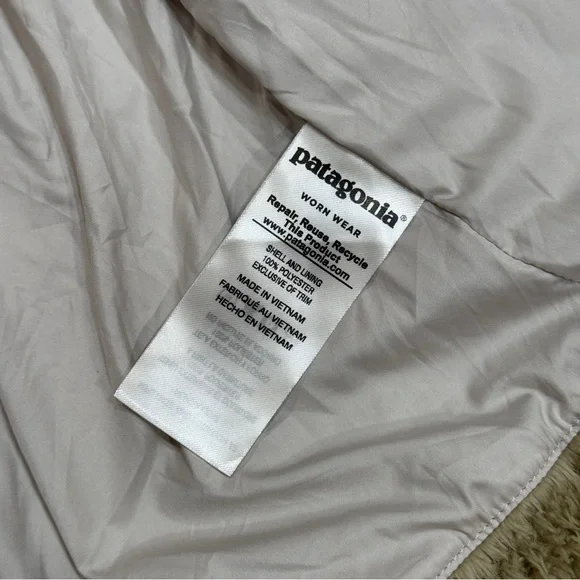 patagonia®
WORN WEAR
Repair, Reuse, Recycle
This Product
www.patagonia.com
SHELL AND LINING
100% POLYESTER
EXCLUSIVE OF TRIM
MADE IN VIETNAM
FABRIQUÉ AU VIETNAM
HECHO EN VIETNAM